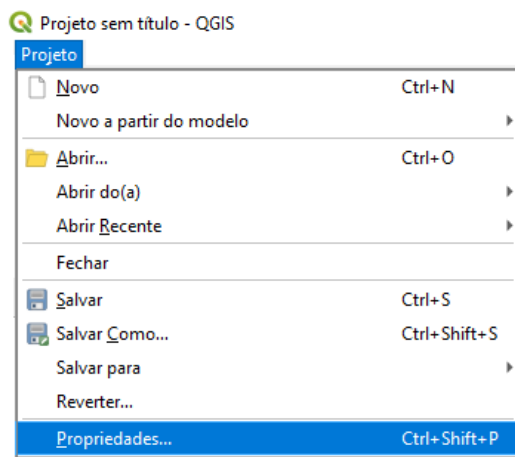 Projeto sem título - QGIS
Projeto
Novo Ctrl+N
Novo a partir do modelo
Abrir... Ctrl+O
Abrir do(a)
Abrir Recente
Fechar
Salvar Ctrl+S
Salvar Como... Ctrl+Shift+S
Salvar para
Reverter...
Propriedades... Ctrl+Shift+P